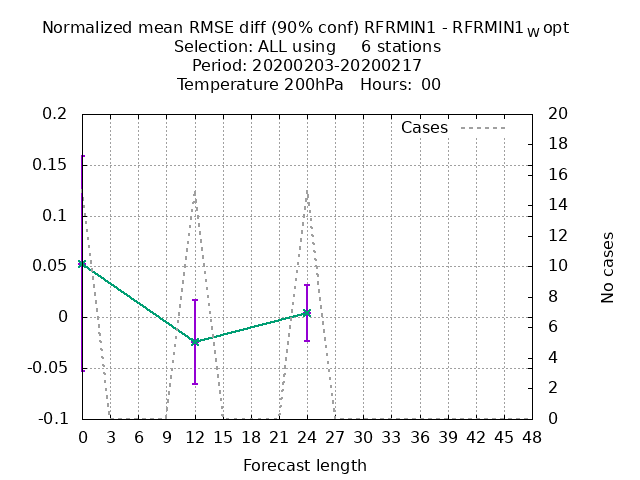 Normalized mean RMSE diff (90% conf) RFRMIN1 - RFRMIN1wopt
Selection: ALL using 6 stations
Period: 20200203-20200217
Temperature 200hPa Hours: 00
Cases
0.2
0.15
0.1
0.05
0
-0.05
-0.1
20
18
16
14
12
10
8
6
4
2
0
No cases
0 3 6 9 12 15 18 21 24 27 30 33 36 39 42 45 48
Forecast length